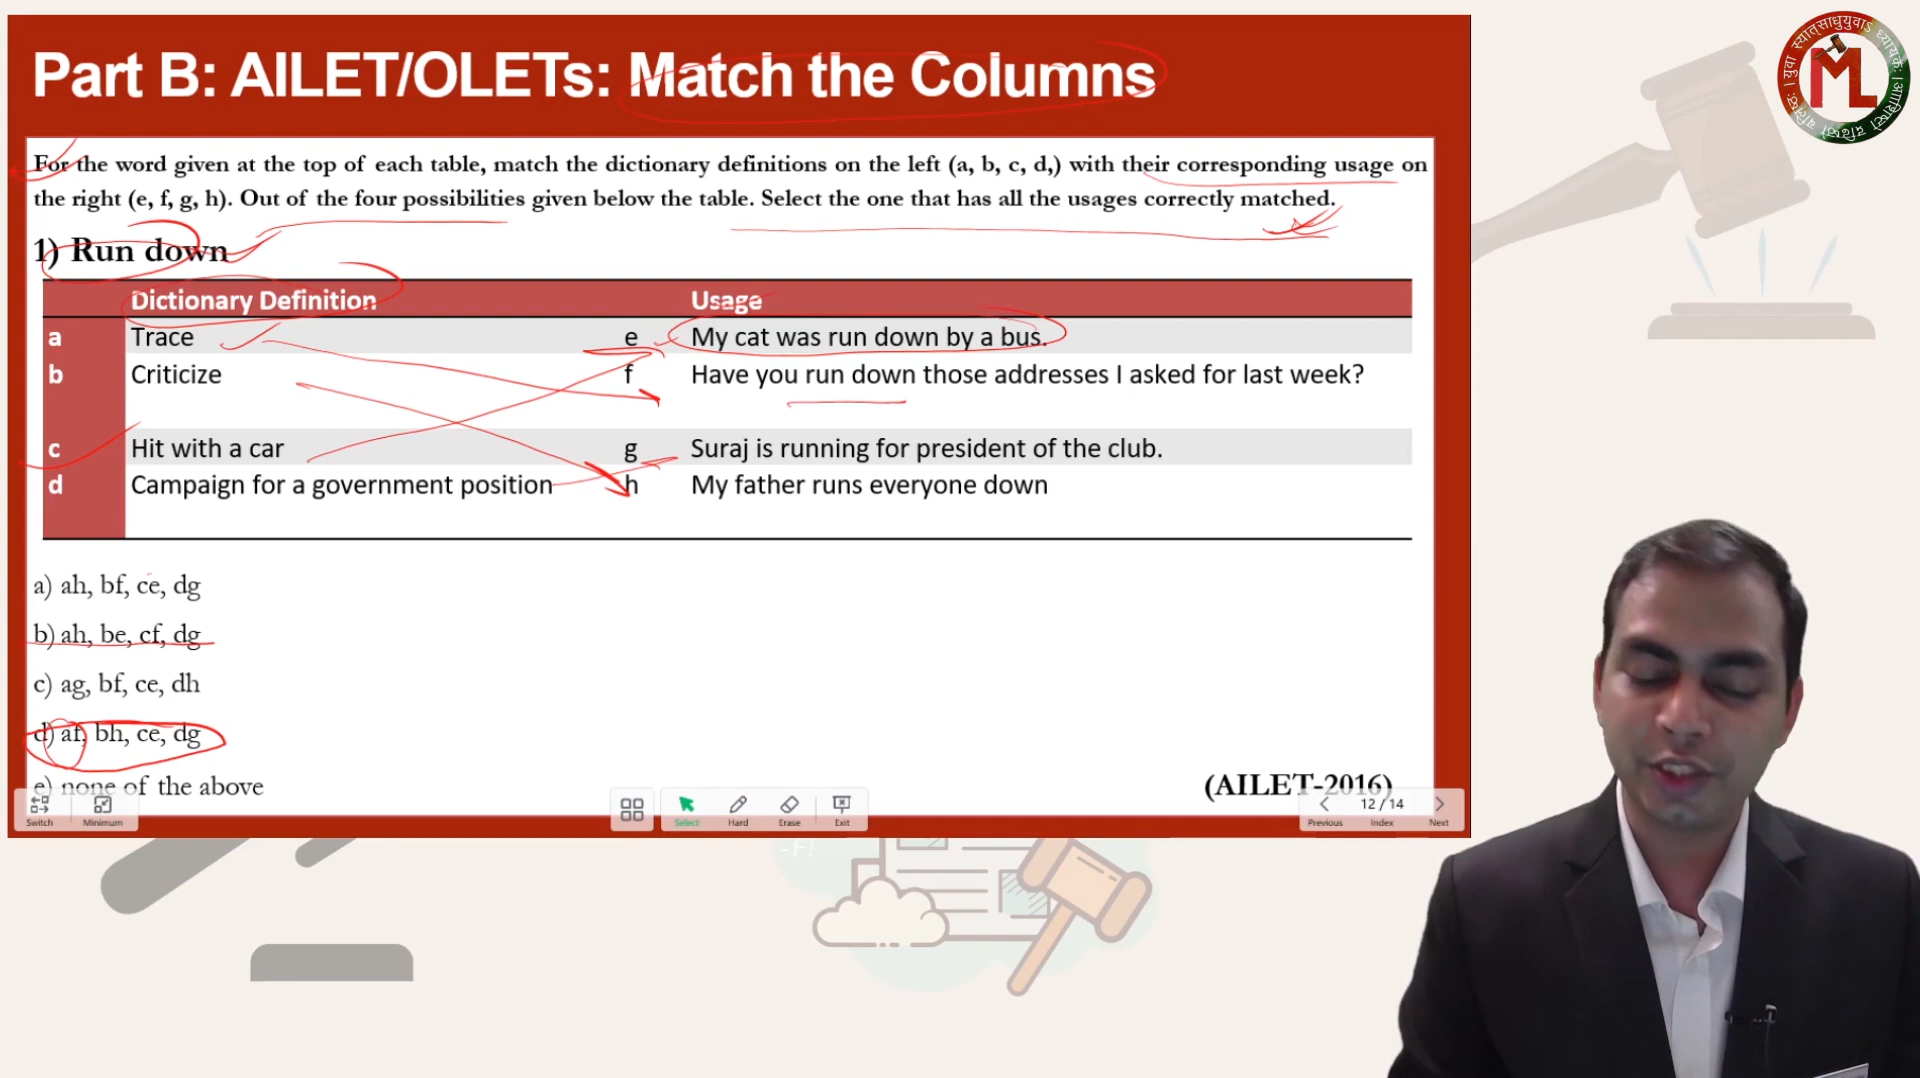 Part B: AILET/OLETs: Match the Columns
For the word given at the top of each table, match the dictionary definitions on the left (a, b, c, d,) with their corresponding usage on
the right (e, f, g, h). Out of the four possibilities given below the table. Select the one that has all the usages correctly matched.
1) Run down
Dictionary Definition Usage
a Trace e My cat was run down by a bus.
b Criticize f Have you run down those addresses I asked for last week?
c Hit with a car g Suraj is running for president of the club.
d Campaign for a government position h My father runs everyone down
a) ah, bf, ce, dg
b) ah, be, cf, dg
c) ag, bf, ce, dh
d) af, bh, ce, dg
e) none of the above
(AILET-2016)
Switch Minimum Select Hard Erase Exit Previous 12/14 Index Next
ML
-F!